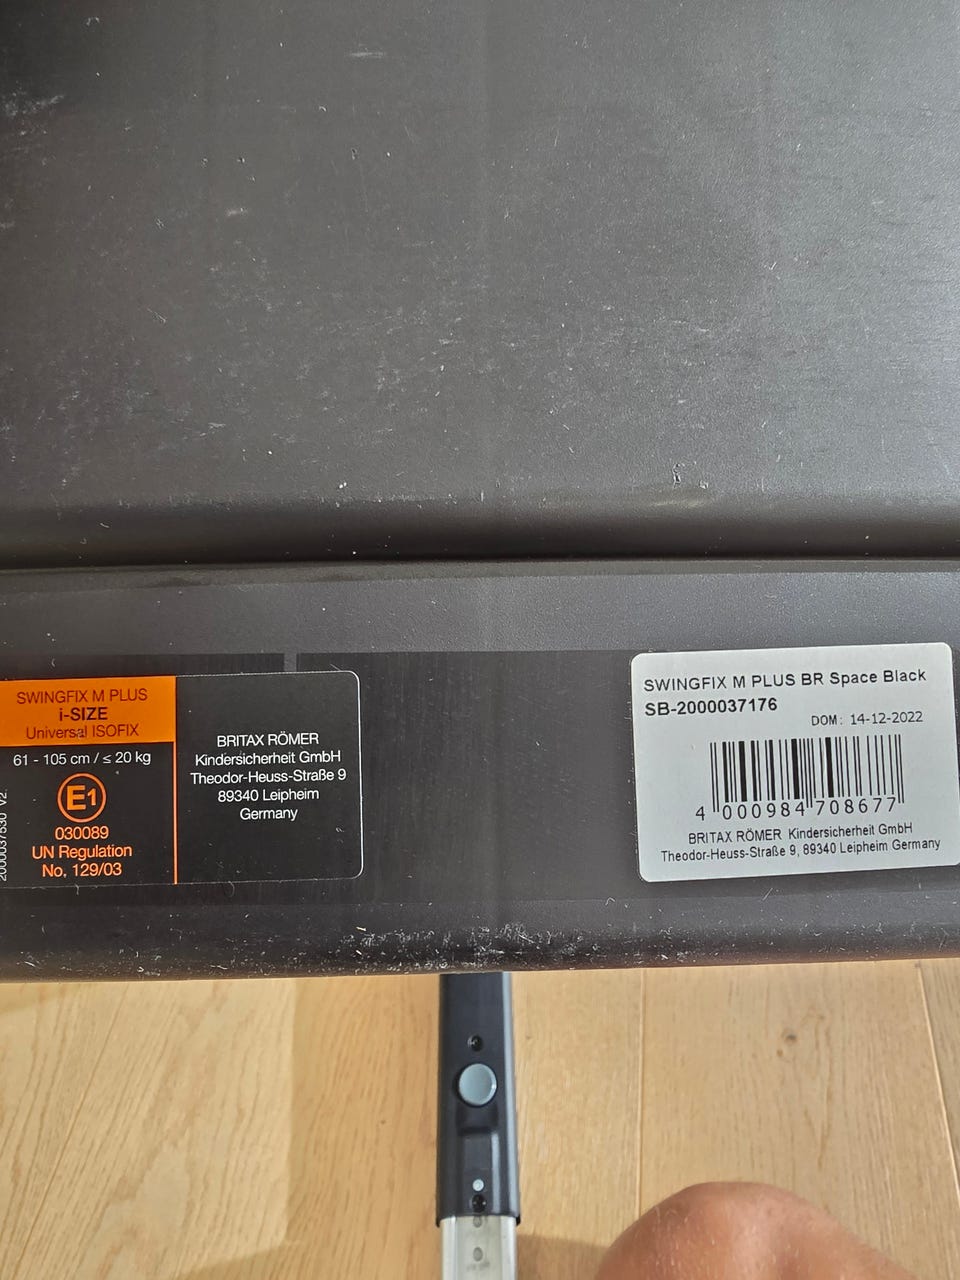 SWINGFIX M PLUS
i-SIZE
Universal ISOFIX
61 - 105 cm / ≤ 20 kg
E1
030089
UN Regulation
No. 129/03
2000037630 V2.
BRITAX RÖMER
Kindersicherheit GmbH
Theodor-Heuss-Straße 9
89340 Leipheim
Germany
SWINGFIX M PLUS BR Space Black
SB-2000037176
DOM: 14-12-2022
4 000984 708677
BRITAX RÖMER Kindersicherheit GmbH
Theodor-Heuss-Straße 9, 89340 Leipheim Germany